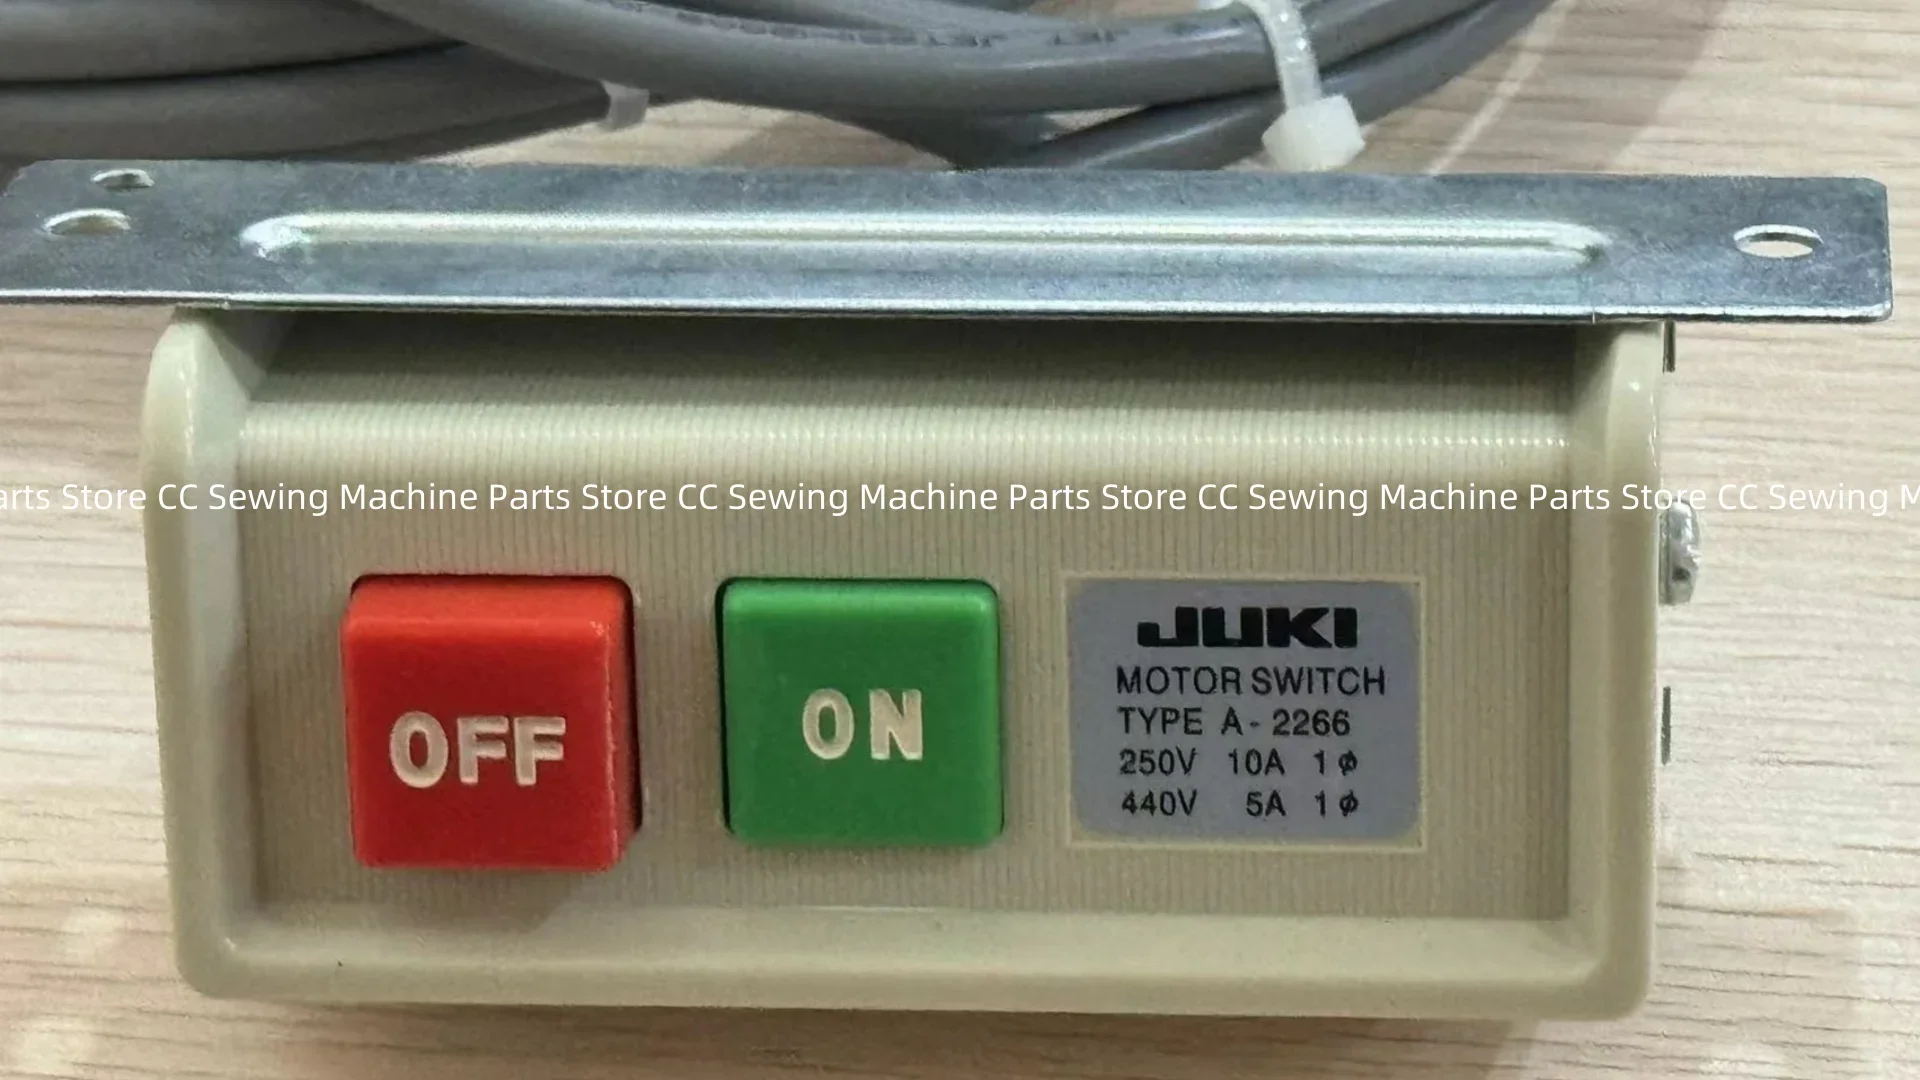 arts Store CC Sewing Machine Parts Store CC Sewing Machine Parts Store CC Sewing Machine Parts Store CC Sewing M
OFF
ON
JUKI
MOTOR SWITCH
TYPE A-2266
250V 10A 1ϕ
440V 5A 1ϕ